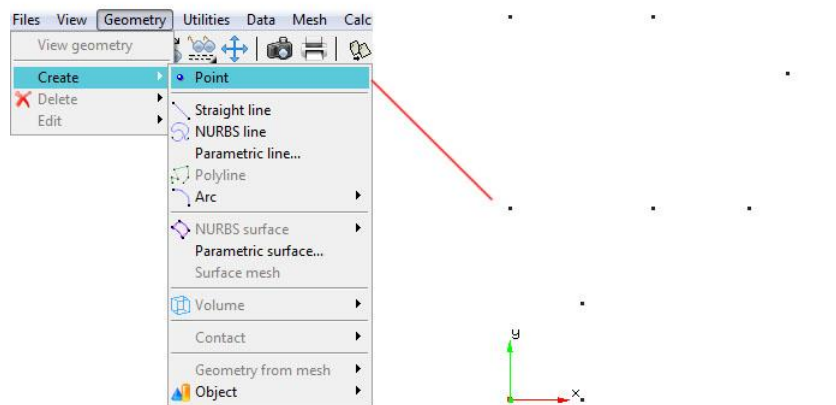 Files View Geometry Utilities Data Mesh Calc
View geometry
Create
Point
Delete
Edit
Straight line
NURBS line
Parametric line...
Polyline
Arc
NURBS surface
Parametric surface...
Surface mesh
Volume
Contact
Geometry from mesh
Object
y
x